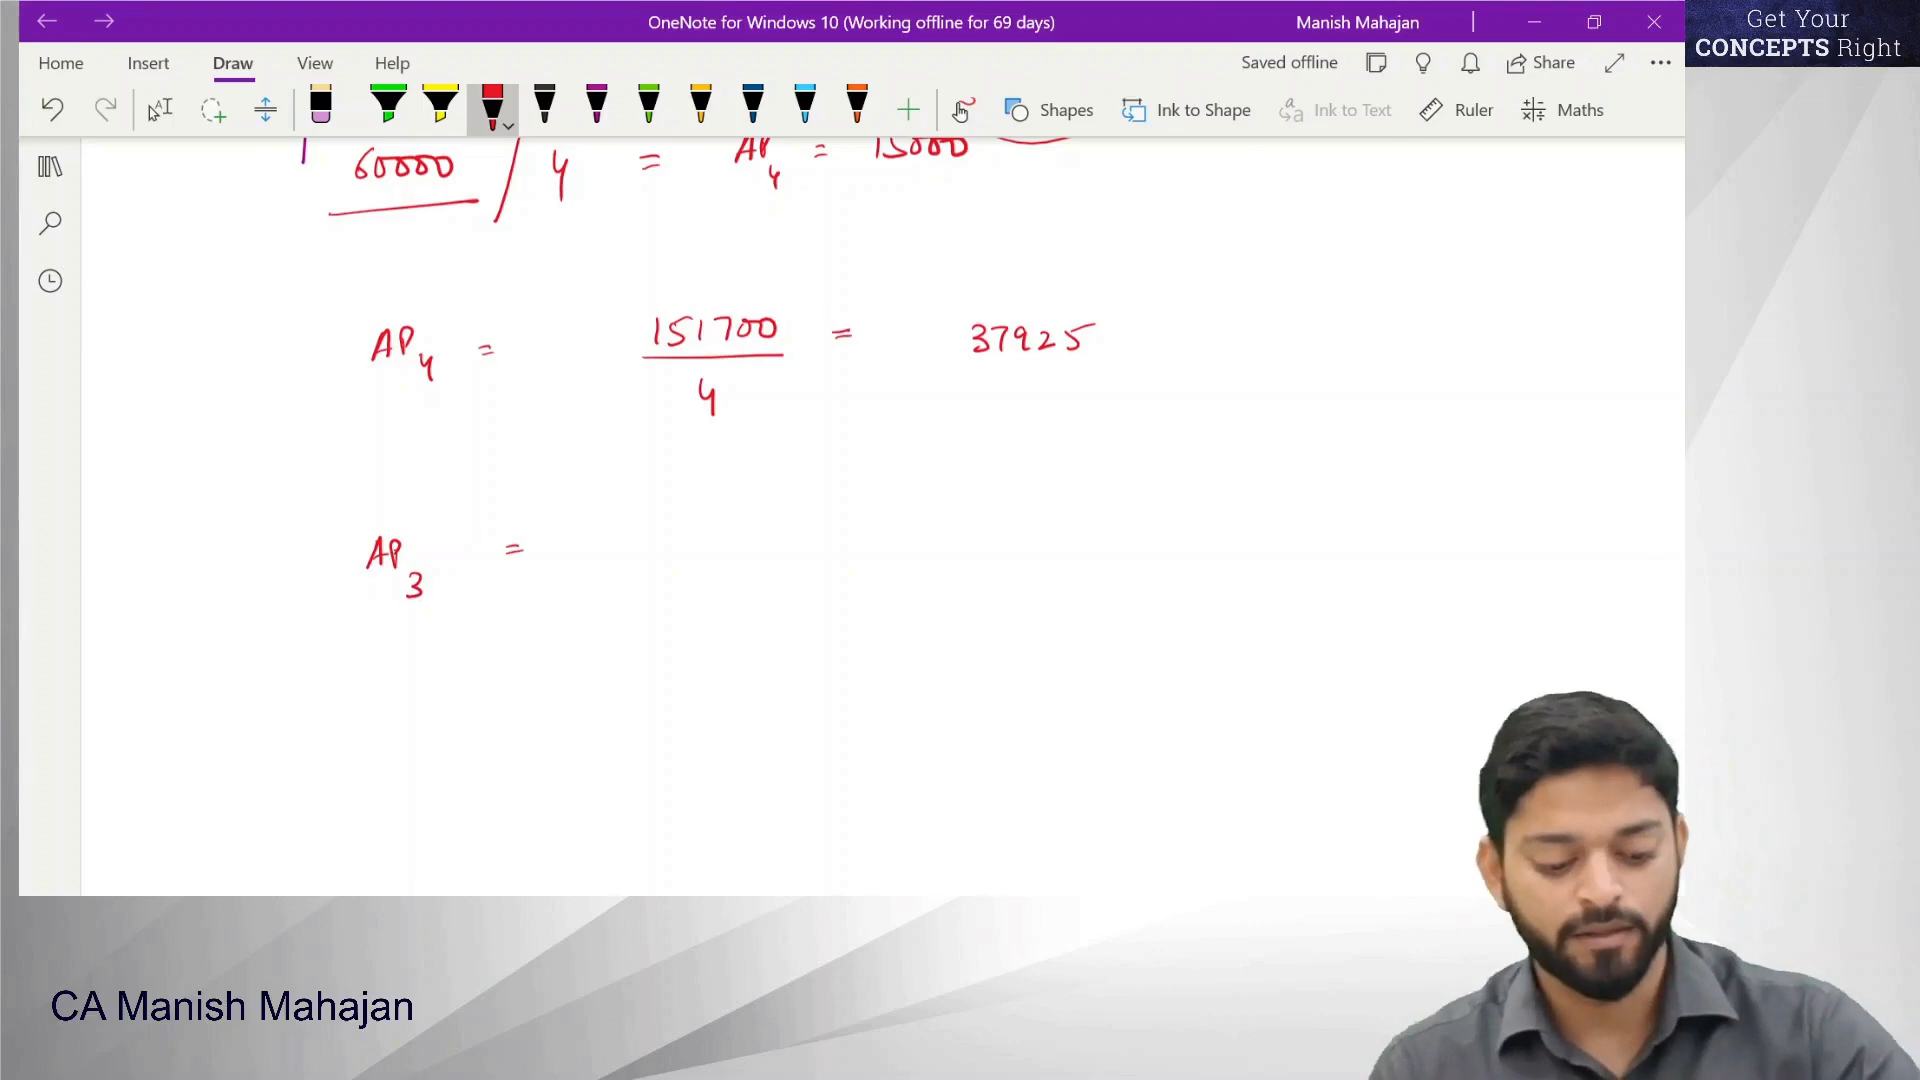 OneNote for Windows 10 (Working offline for 69 days)
Manish Mahajan
Get Your
CONCEPTS Right
Home Insert Draw View Help
Saved offline
Share
Shapes
Ink to Shape
Ink to Text
Ruler
Maths
60000 / 4 = AP4 = 15000
AP4 = 151700 / 4 = 37925
AP3 =
CA Manish Mahajan